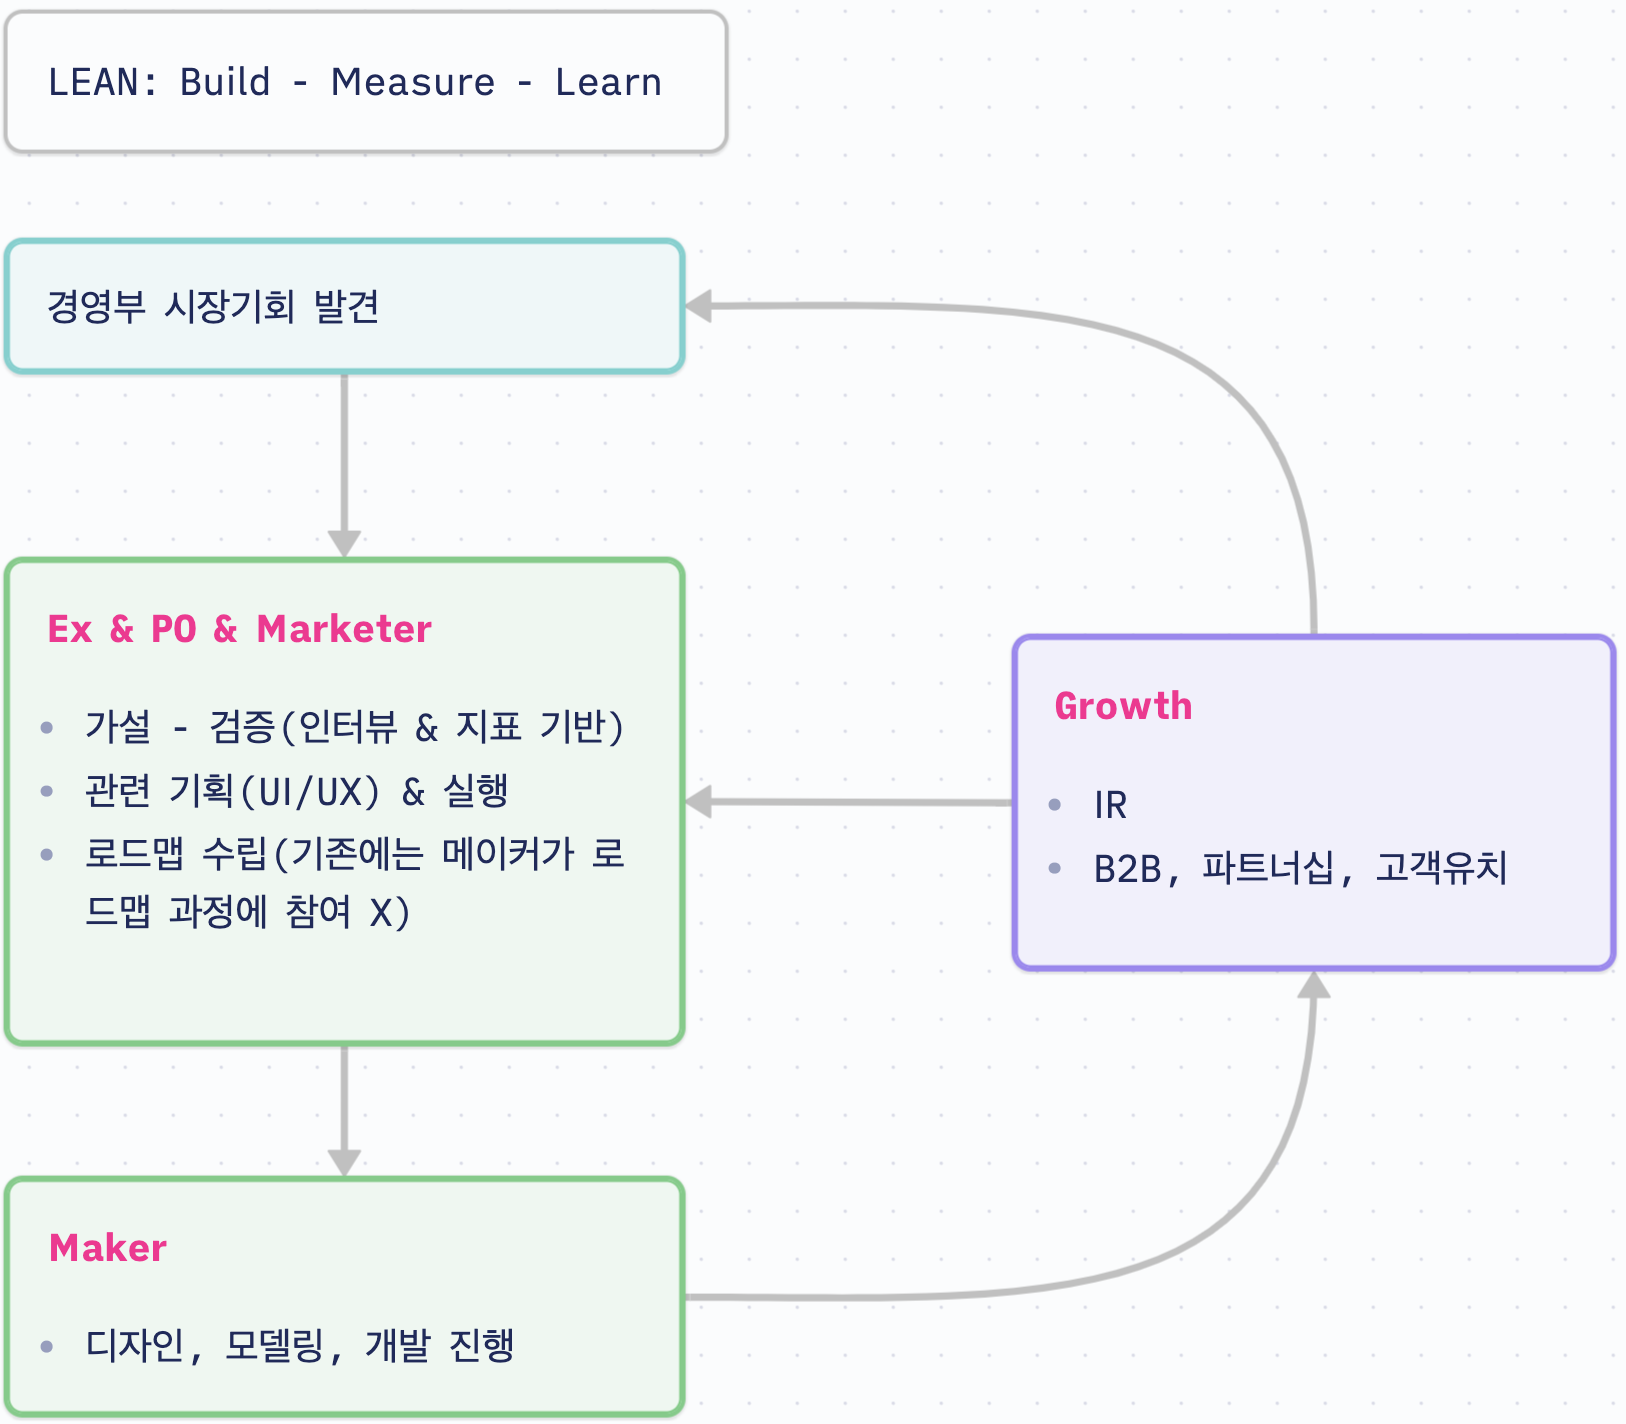 LEAN: Build - Measure - Learn
경영부 시장기회 발견
Ex & PO & Marketer
가설 - 검증(인터뷰 & 지표 기반)
관련 기획(UI/UX) & 실행
로드맵 수립(기존에는 메이커가 로
드맵 과정에 참여 X)
Growth
IR
B2B, 파트너십, 고객유치
Maker
디자인, 모델링, 개발 진행